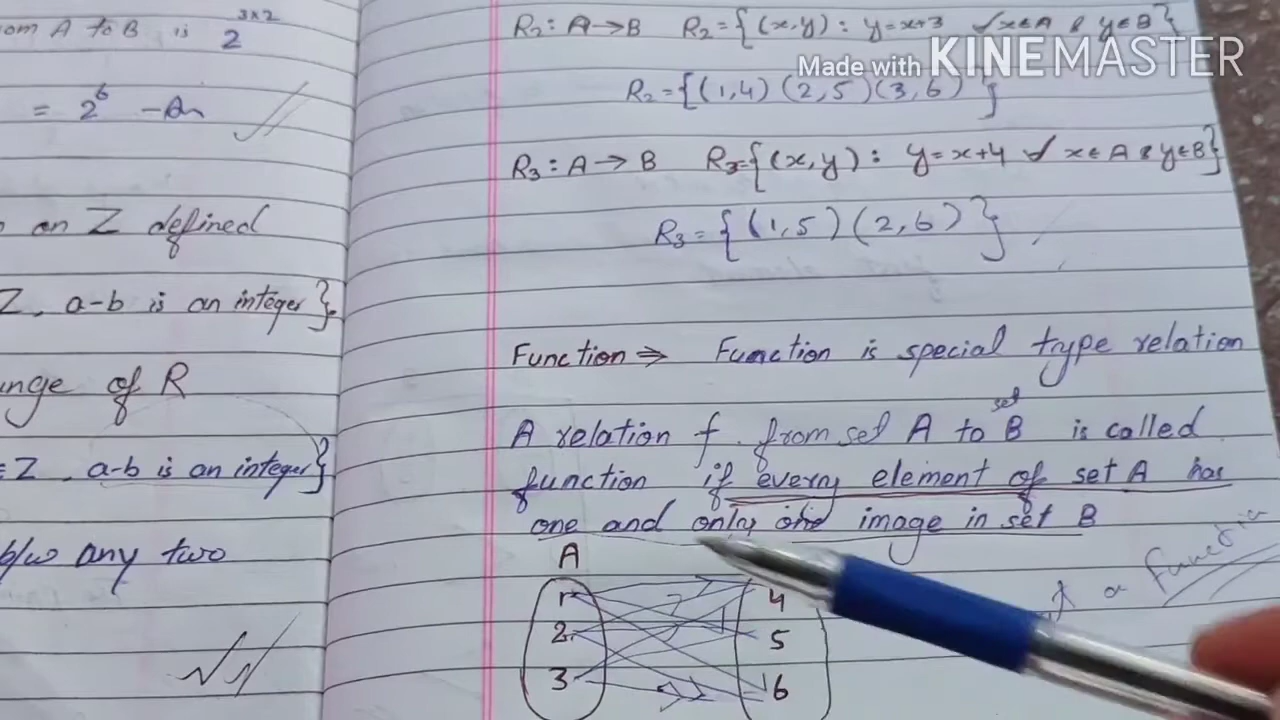 om A to B is 2^3×2
= 2^6 - An
on Z defined
Z, a-b is an integer}.
nge of R
Z, a-b is an integer}
b/w any two
R2 : A → B R2 = {(x,y) : y = x+3 ∀ x∈A & y∈B}
Made with KINEMASTER
R2 = {(1,4) (2,5) (3,6) }
R3 : A → B R3 = {(x,y) : y = x+4 ∀ x∈A & y∈B}
R3 = {(1,5) (2,6) }
Function ⇒ Function is special type relation
A relation f from set A to set B is called
function if every element of set A has
one and only one image in set B
A
1 4
2 5
3 6
a Function